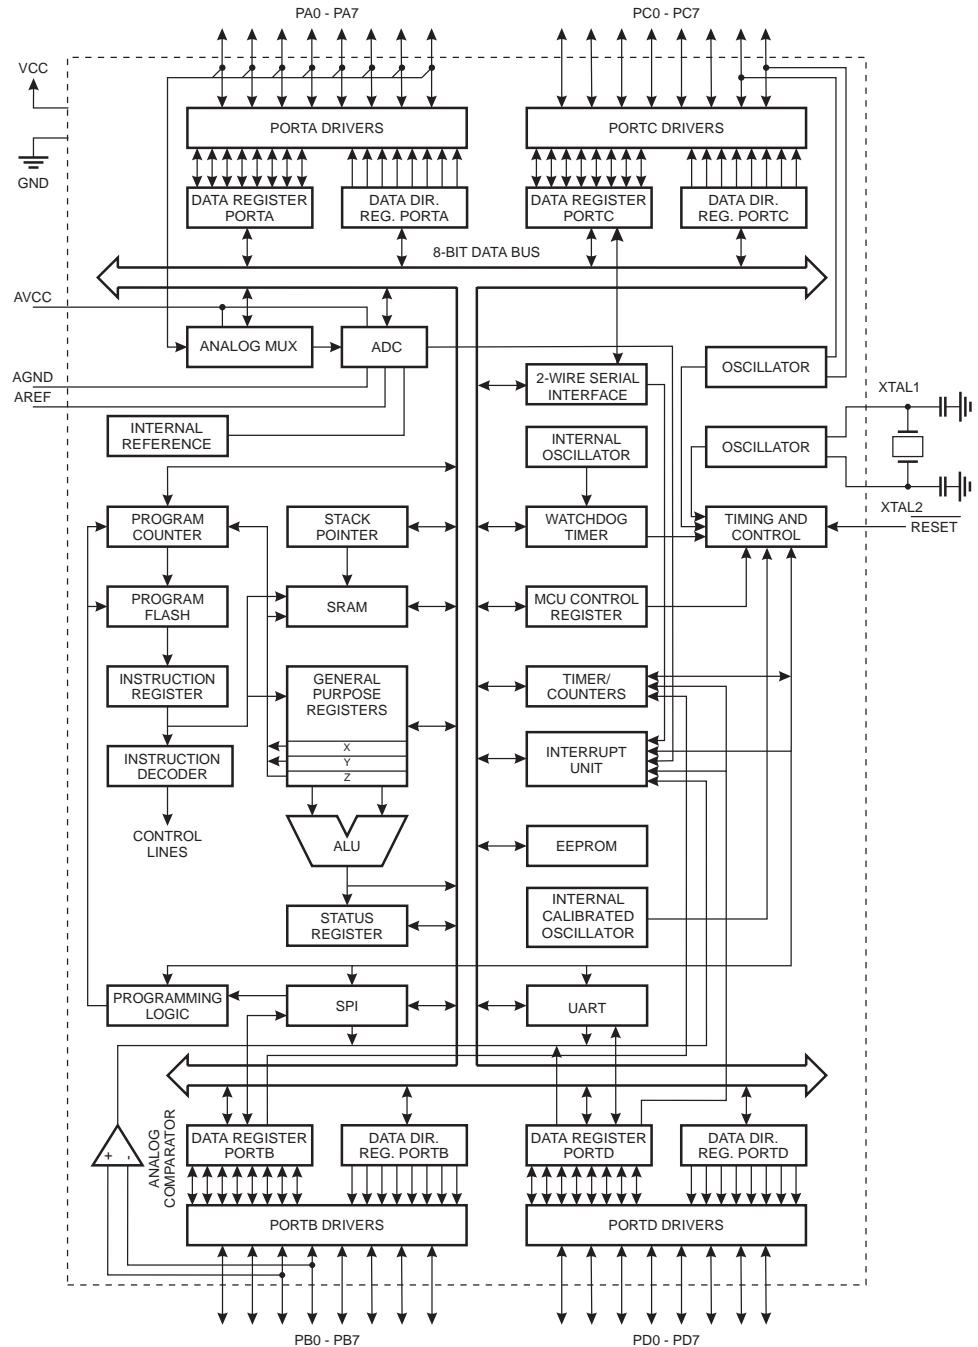 PA0 - PA7
PC0 - PC7
VCC
GND
PORTA DRIVERS
PORTC DRIVERS
DATA REGISTER
PORTA
DATA DIR.
REG. PORTA
DATA REGISTER
PORTC
DATA DIR.
REG. PORTC
8-BIT DATA BUS
AVCC
ANALOG MUX
ADC
AGND
AREF
2-WIRE SERIAL
INTERFACE
OSCILLATOR
XTAL1
INTERNAL
REFERENCE
INTERNAL
OSCILLATOR
OSCILLATOR
XTAL2
RESET
PROGRAM
COUNTER
STACK
POINTER
WATCHDOG
TIMER
TIMING AND
CONTROL
PROGRAM
FLASH
SRAM
MCU CONTROL
REGISTER
INSTRUCTION
REGISTER
GENERAL
PURPOSE
REGISTERS
X
Y
Z
TIMER/
COUNTERS
INSTRUCTION
DECODER
INTERRUPT
UNIT
CONTROL
LINES
ALU
EEPROM
STATUS
REGISTER
INTERNAL
CALIBRATED
OSCILLATOR
PROGRAMMING
LOGIC
SPI
UART
+
-
ANALOG
COMPARATOR
DATA REGISTER
PORTB
DATA DIR.
REG. PORTB
DATA REGISTER
PORTD
DATA DIR.
REG. PORTD
PORTB DRIVERS
PORTD DRIVERS
PB0 - PB7
PD0 - PD7